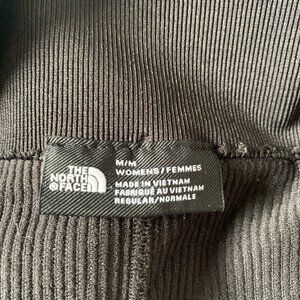 THE
NORTH
FACE
M/M
WOMENS/FEMMES
MADE IN VIETNAM
FABRIQUÉ AU VIETNAM
REGULAR/NORMALE